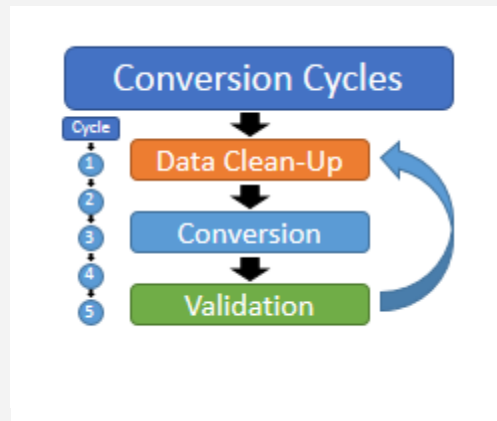 Conversion Cycles
Cycle
1
2
3
4
5
Data Clean-Up
Conversion
Validation